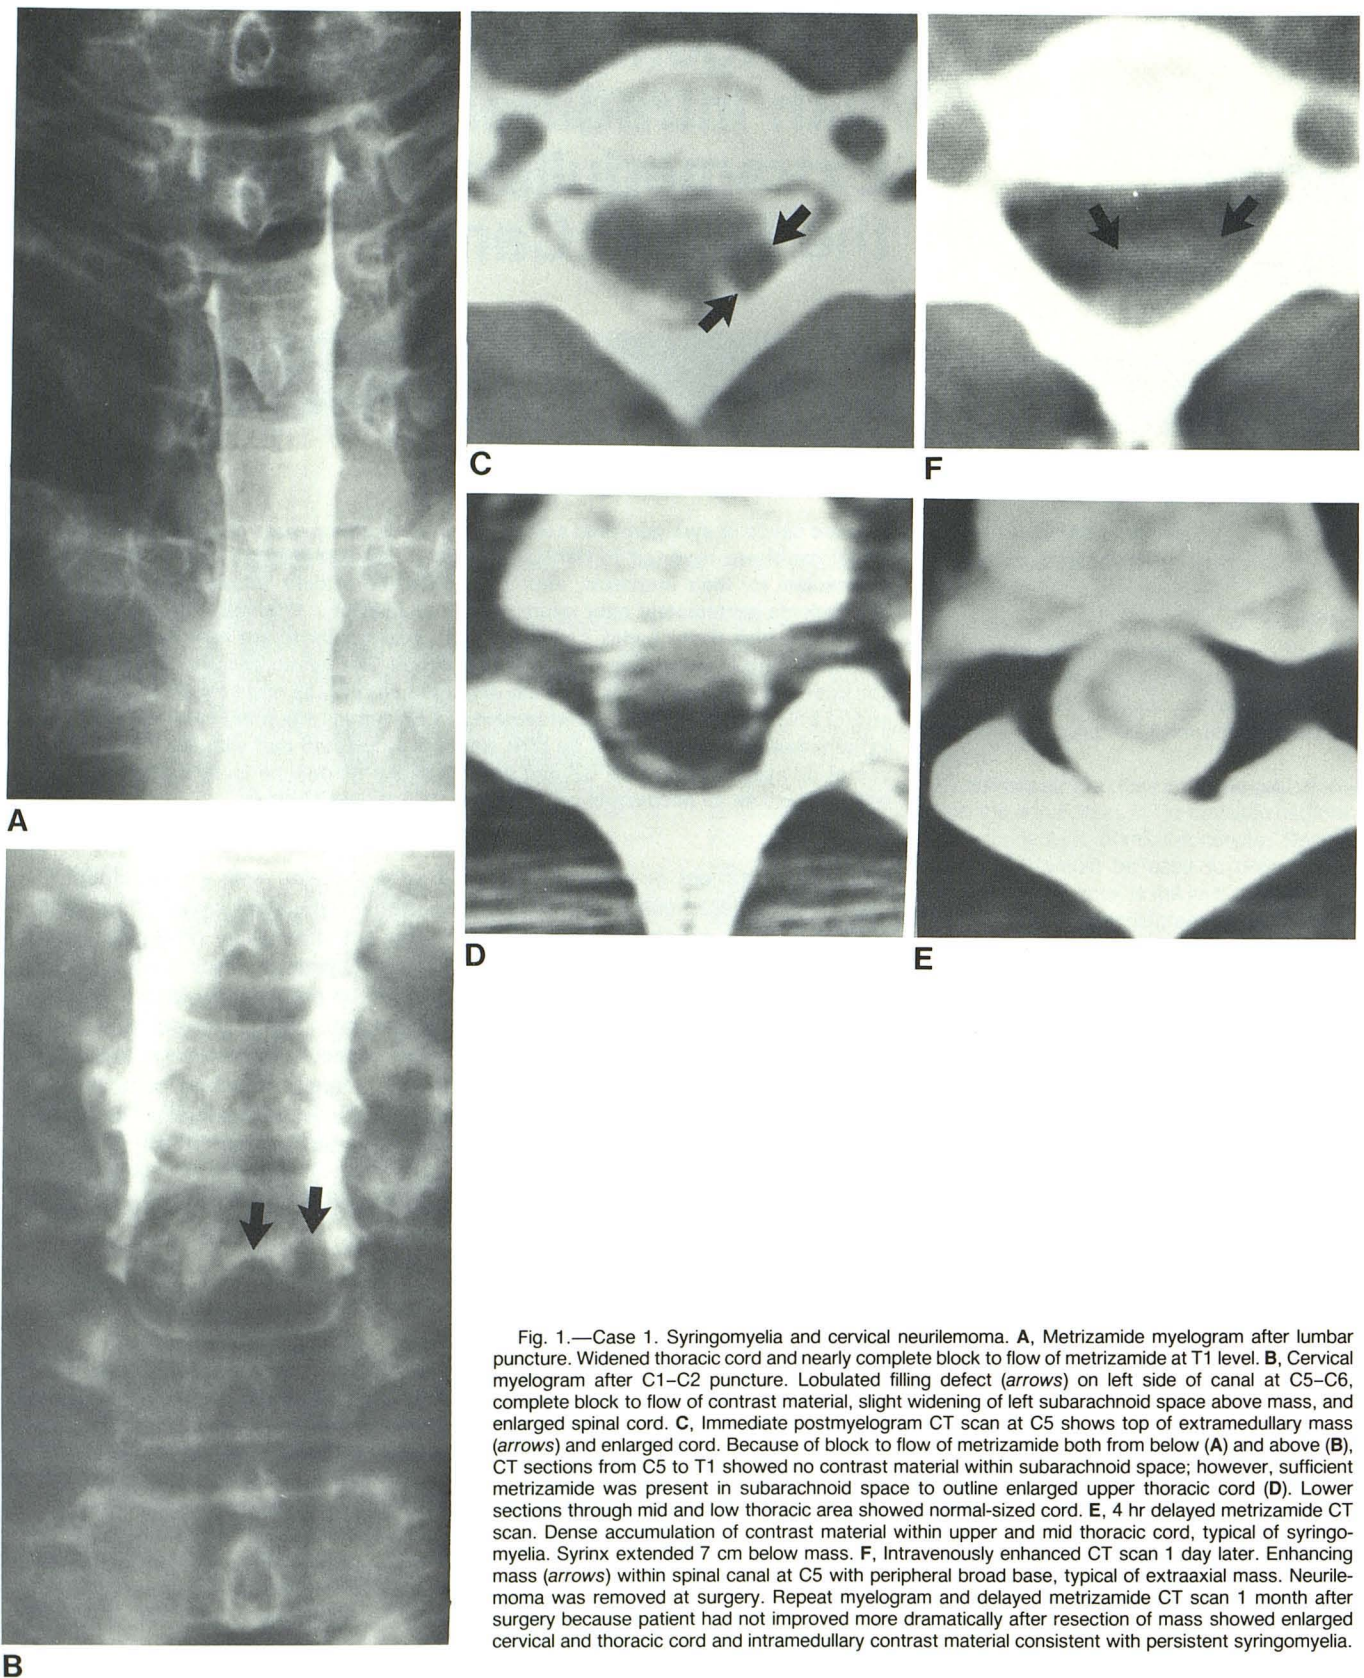 A
B
C
F
D
E
Fig. 1.—Case 1. Syringomyelia and cervical neurilemoma. A, Metrizamide myelogram after lumbar
puncture. Widened thoracic cord and nearly complete block to flow of metrizamide at T1 level. B, Cervical
myelogram after C1–C2 puncture. Lobulated filling defect (arrows) on left side of canal at C5–C6,
complete block to flow of contrast material, slight widening of left subarachnoid space above mass, and
enlarged spinal cord. C, Immediate postmyelogram CT scan at C5 shows top of extramedullary mass
(arrows) and enlarged cord. Because of block to flow of metrizamide both from below (A) and above (B),
CT sections from C5 to T1 showed no contrast material within subarachnoid space; however, sufficient
metrizamide was present in subarachnoid space to outline enlarged upper thoracic cord (D). Lower
sections through mid and low thoracic area showed normal-sized cord. E, 4 hr delayed metrizamide CT
scan. Dense accumulation of contrast material within upper and mid thoracic cord, typical of syringo-
myelia. Syrinx extended 7 cm below mass. F, Intravenously enhanced CT scan 1 day later. Enhancing
mass (arrows) within spinal canal at C5 with peripheral broad base, typical of extraaxial mass. Neurile-
moma was removed at surgery. Repeat myelogram and delayed metrizamide CT scan 1 month after
surgery because patient had not improved more dramatically after resection of mass showed enlarged
cervical and thoracic cord and intramedullary contrast material consistent with persistent syringomyelia.